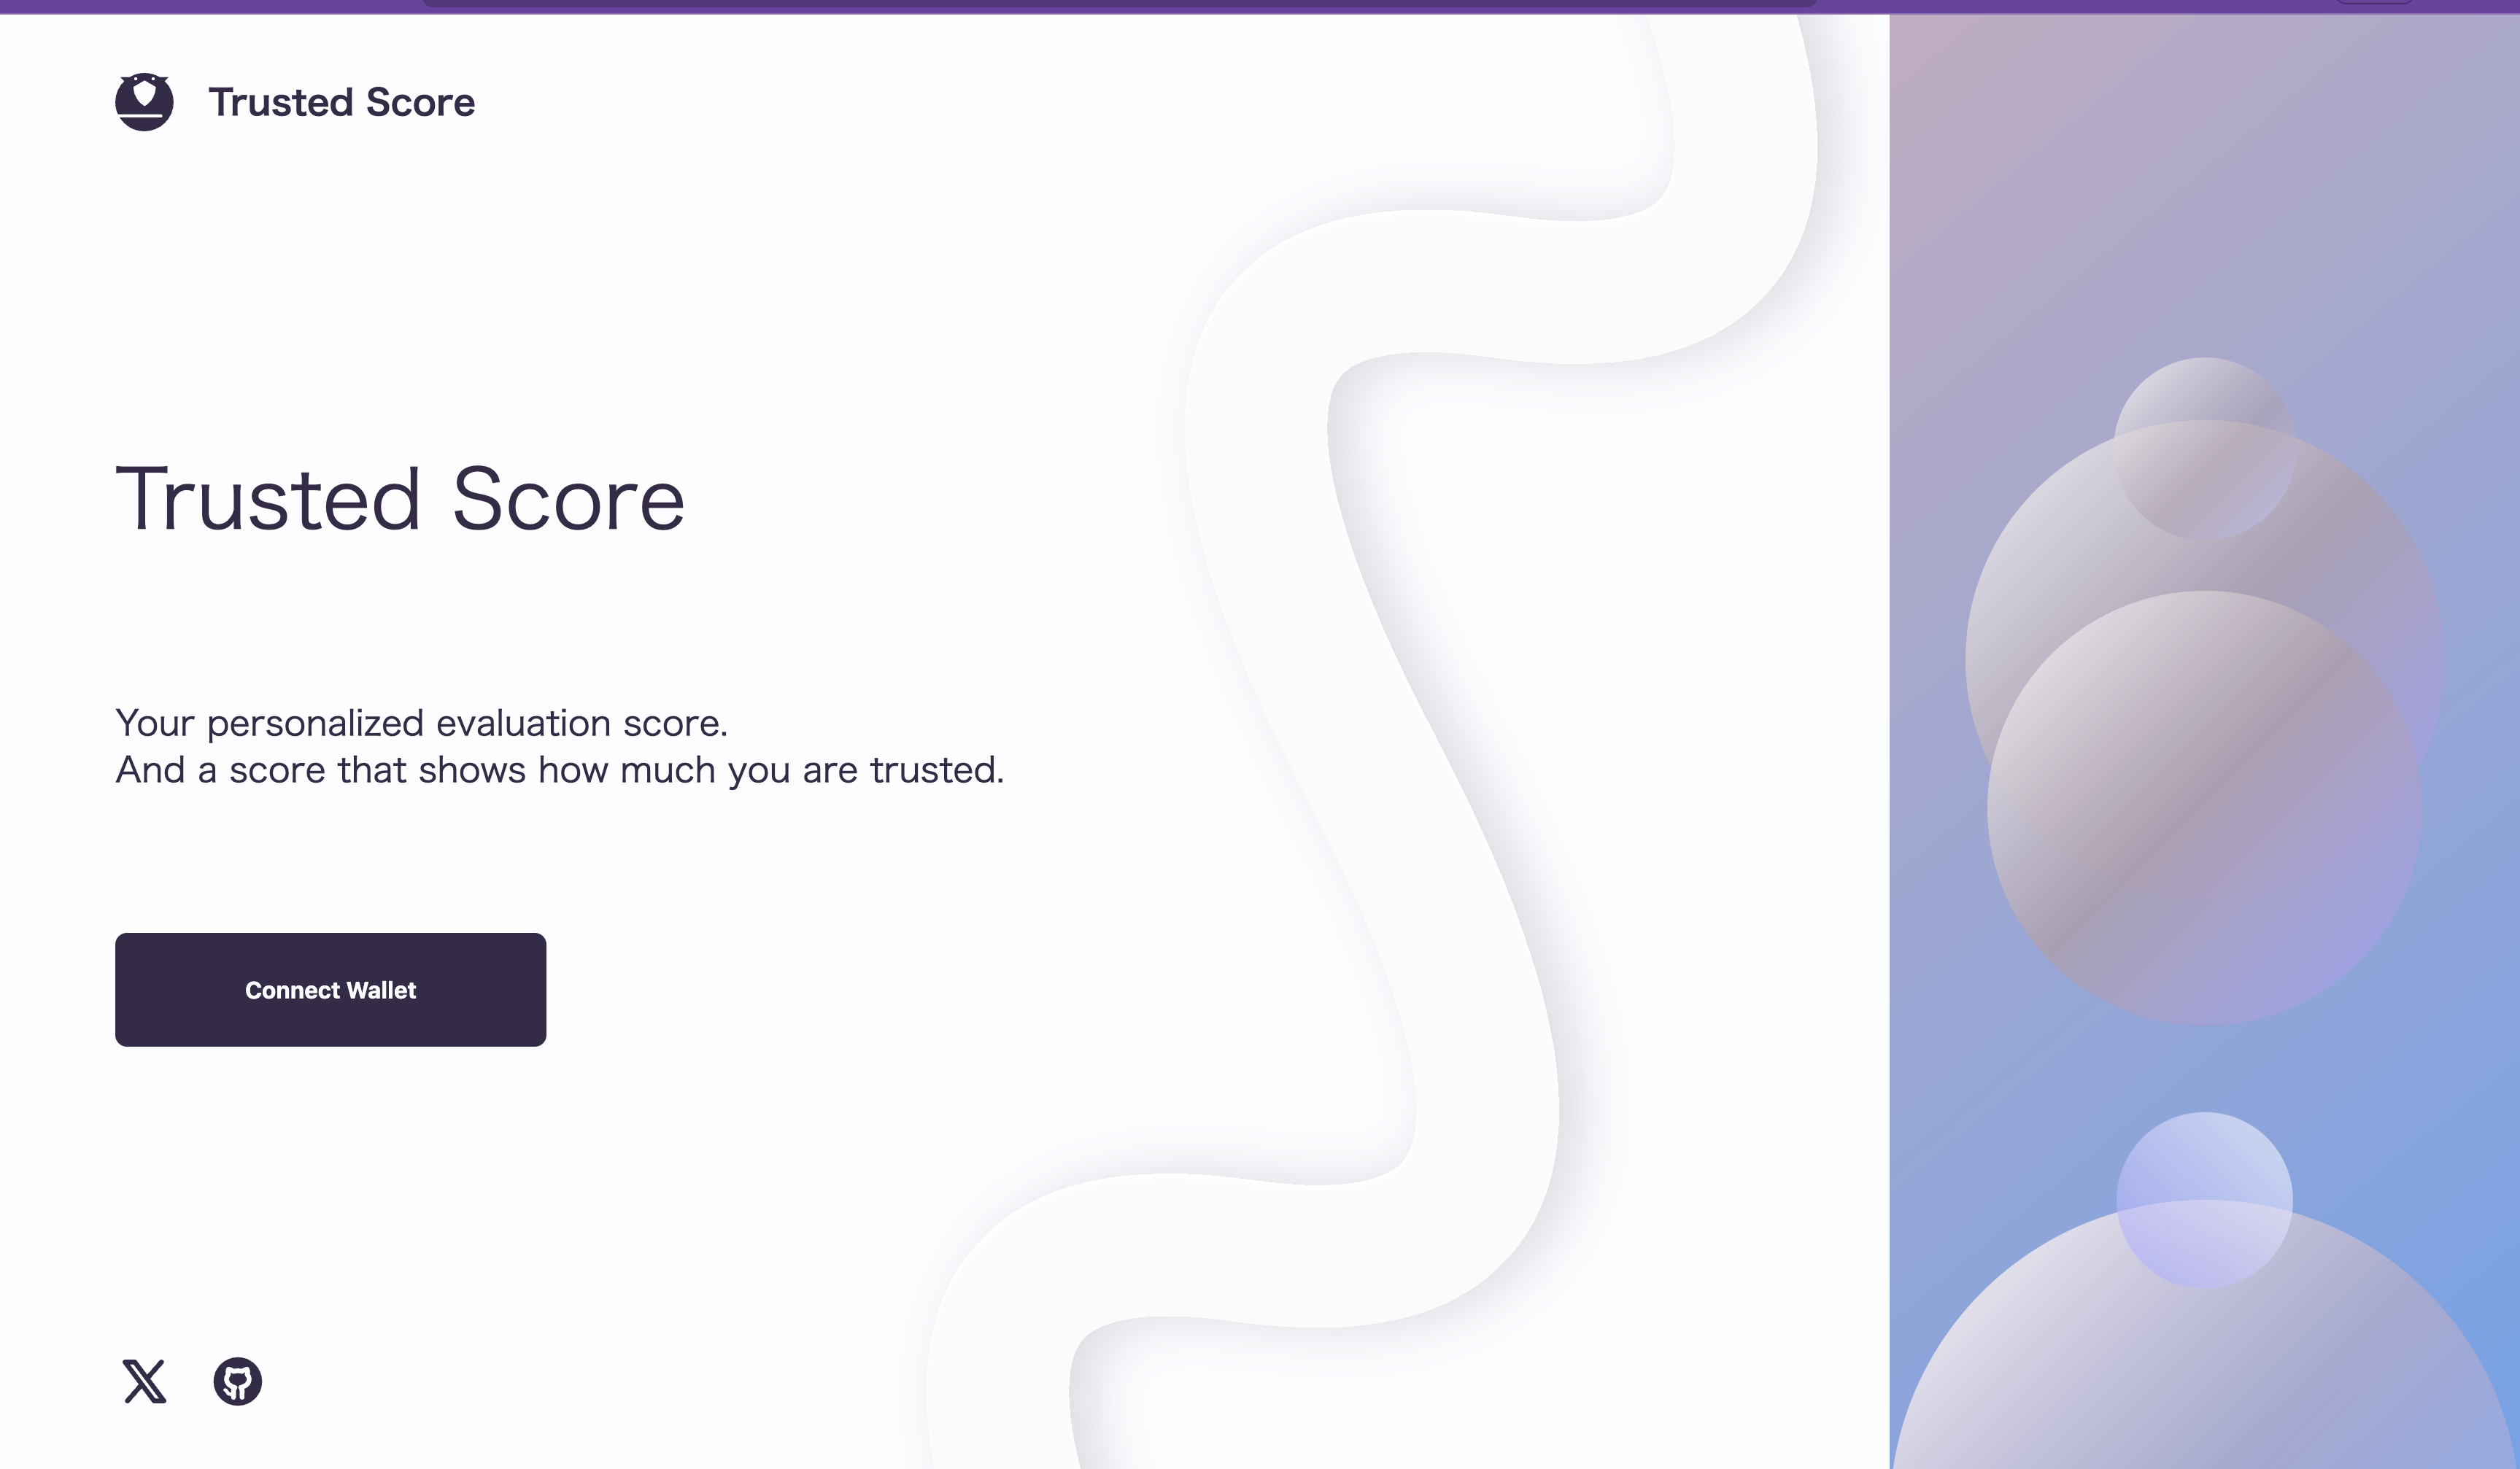 Trusted Score
Trusted Score
Your personalized evaluation score.
And a score that shows how much you are trusted.
Connect Wallet